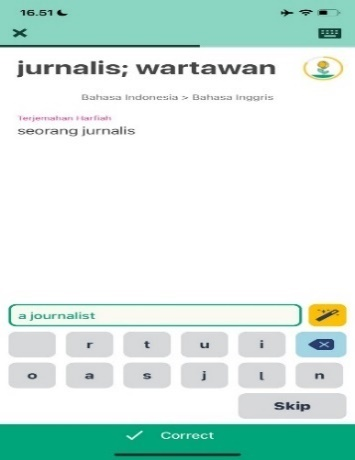 16.51
jurnalis; wartawan
Bahasa Indonesia > Bahasa Inggris
Terjemahan Harfiah
seorang jurnalis
a journalist
r t u i
o a s j l n
Skip
Correct